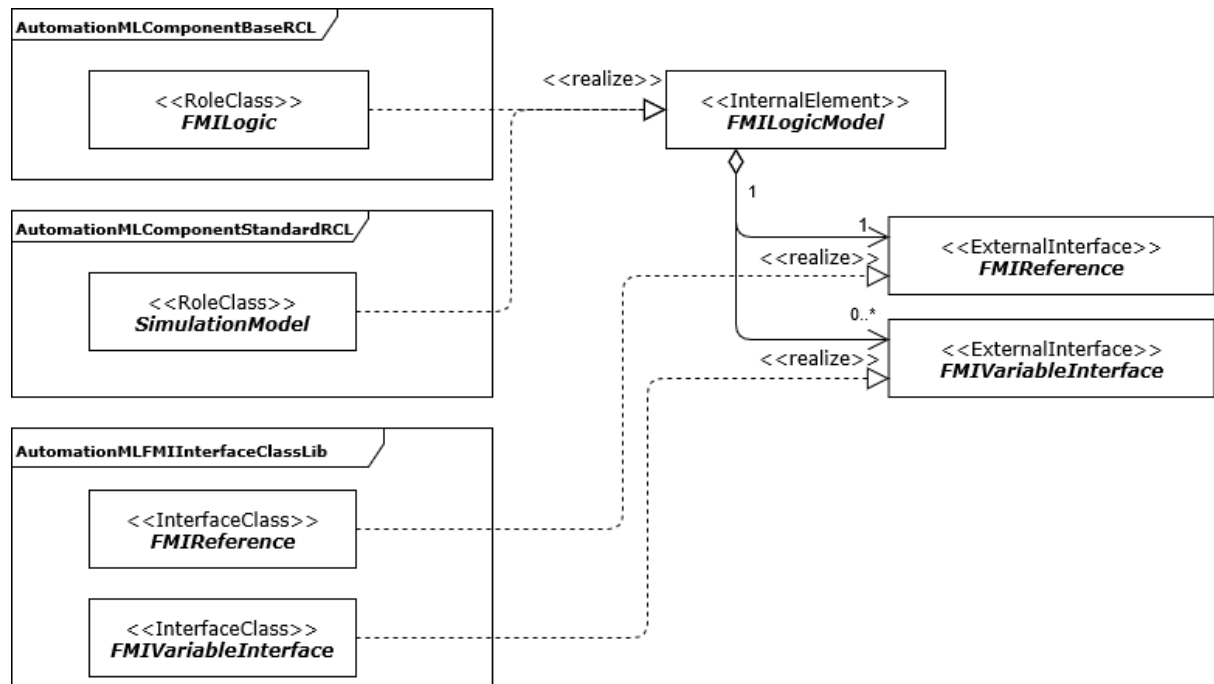 AutomationMLComponentBaseRCL
<<RoleClass>>
FMILogic
<<realize>>
<<InternalElement>>
FMILogicModel
1
AutomationMLComponentStandardRCL
<<RoleClass>>
SimulationModel
1
<<ExternalInterface>>
FMIReference
<<realize>>
0..*
<<ExternalInterface>>
FMIVariableInterface
<<realize>>
AutomationMLFMIInterfaceClassLib
<<InterfaceClass>>
FMIReference
<<InterfaceClass>>
FMIVariableInterface